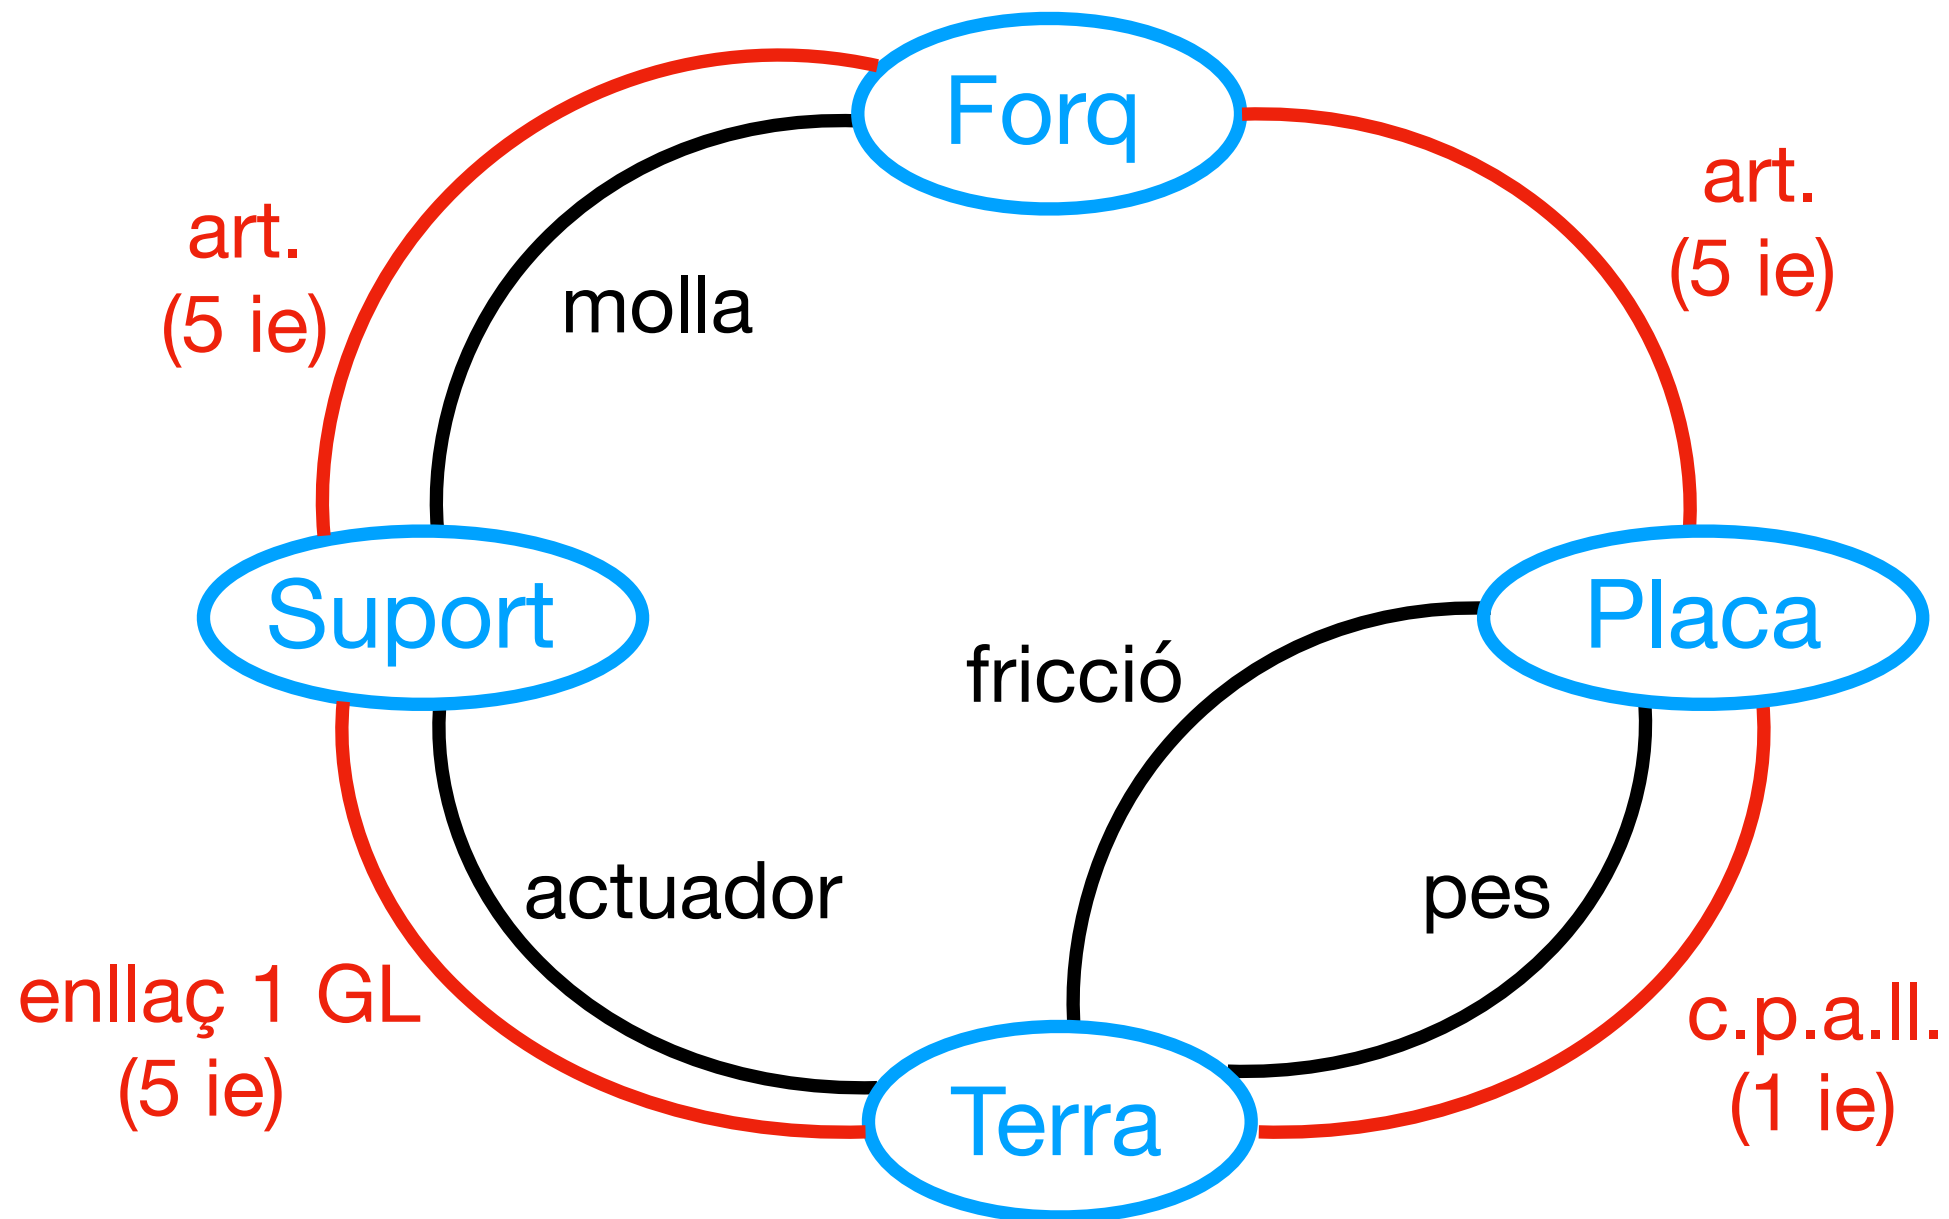 Forq
art.
(5 ie)
art.
(5 ie)
molla
Suport
Placa
fricció
actuador
pes
enllaç 1 GL
(5 ie)
c.p.a.ll.
(1 ie)
Terra